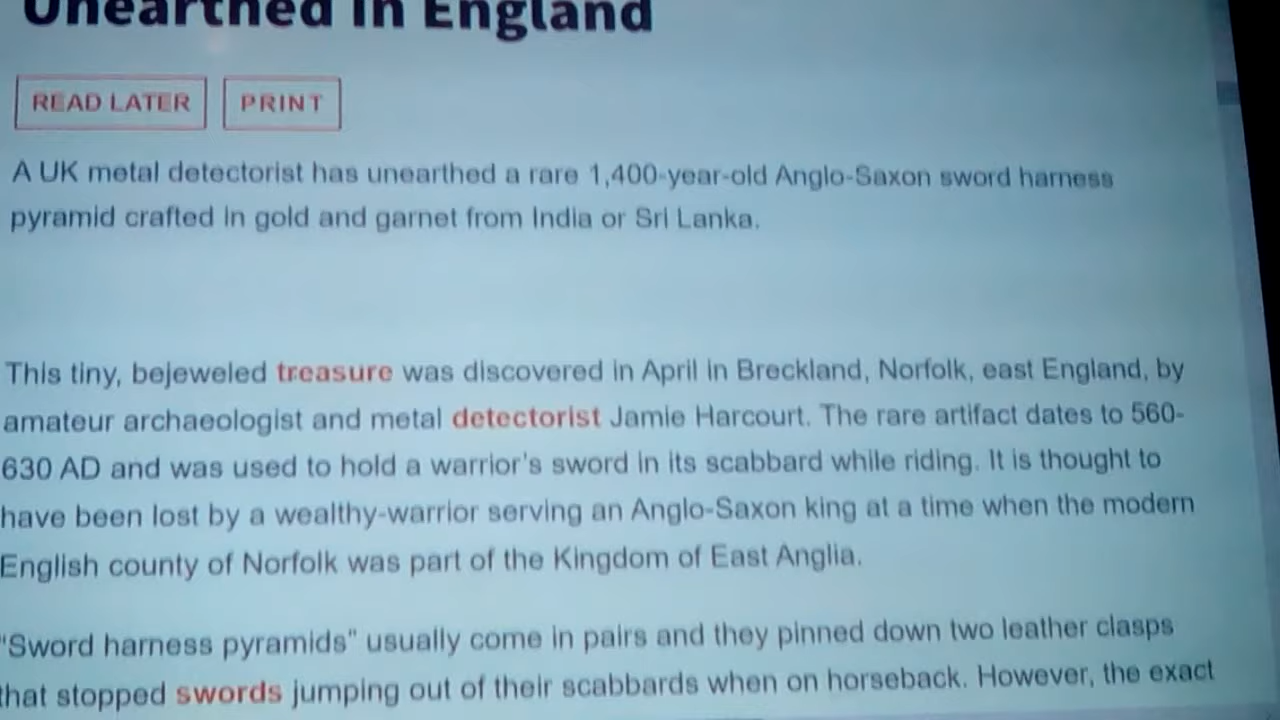 Unearthed in England
READ LATER PRINT
A UK metal detectorist has unearthed a rare 1,400-year-old Anglo-Saxon sword harness
pyramid crafted in gold and garnet from India or Sri Lanka.
This tiny, bejeweled treasure was discovered in April in Breckland, Norfolk, east England, by
amateur archaeologist and metal detectorist Jamie Harcourt. The rare artifact dates to 560-
630 AD and was used to hold a warrior's sword in its scabbard while riding. It is thought to
have been lost by a wealthy-warrior serving an Anglo-Saxon king at a time when the modern
English county of Norfolk was part of the Kingdom of East Anglia.
"Sword harness pyramids" usually come in pairs and they pinned down two leather clasps
that stopped swords jumping out of their scabbards when on horseback. However, the exact